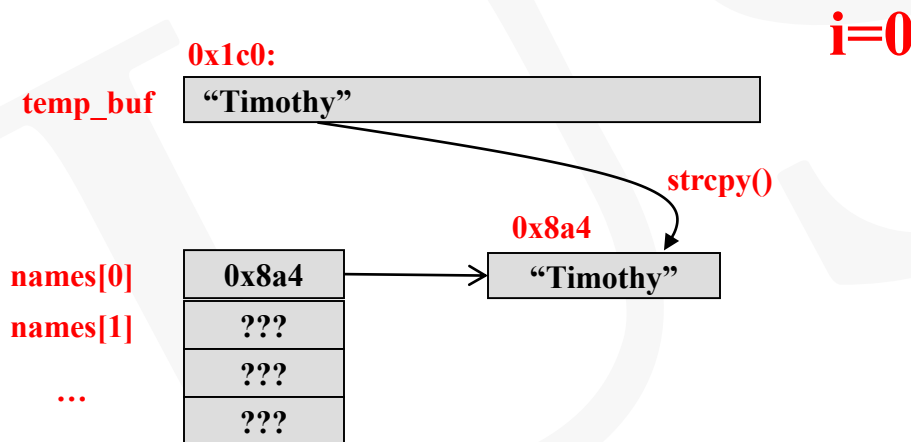 i=0
0x1c0:
temp_buf “Timothy”
strcpy()
0x8a4
names[0] 0x8a4 “Timothy”
names[1] ???
… ???
???